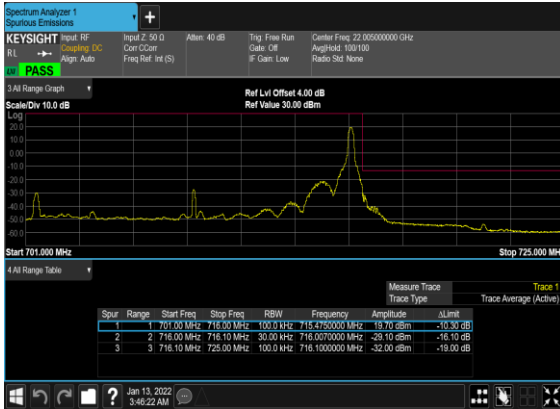 Spectrum Analyzer 1
Spurious Emissions
KEYSIGHT
RL
Input: RF
Coupling: DC
Align: Auto
Input Z: 50 Ω
Corr CCorr
Freq Ref: Int (S)
Atten: 40 dB
Trig: Free Run
Gate: Off
IF Gain: Low
Center Freq: 22.005000000 GHz
Avg|Hold: 100/100
Radio Std: None
PASS
3 All Range Graph
Scale/Div 10.0 dB
Ref Lvl Offset 4.00 dB
Ref Value 30.00 dBm
Log
20.0
10.0
0.00
-10.0
-20.0
-30.0
-40.0
-50.0
-60.0
Start 701.000 MHz
Stop 725.000 MH
4 All Range Table
Measure Trace Trace 1
Trace Type Trace Average (Active)
Spur Range Start Freq Stop Freq RBW Frequency Amplitude ΔLimit
1 1 701.00 MHz 716.00 MHz 100.0 kHz 715.4750000 MHz 19.70 dBm -10.30 dB
2 2 716.00 MHz 716.10 MHz 30.00 kHz 716.0070000 MHz -29.10 dBm -16.10 dB
3 3 716.10 MHz 725.00 MHz 100.0 kHz 716.1000000 MHz -32.00 dBm -19.00 dB
Jan 13, 2022
3:46:22 AM